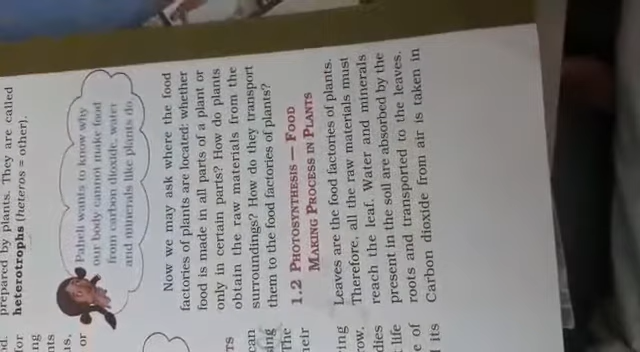 prepared by plants. They are called
heterotrophs (heteros = other).
Paheli wants to know why
our body cannot make food
from carbon dioxide, water
and minerals like plants do.
Now we may ask where the food
factories of plants are located: whether
food is made in all parts of a plant or
only in certain parts? How do plants
obtain the raw materials from the
surroundings? How do they transport
them to the food factories of plants?
1.2 PHOTOSYNTHESIS — FOOD
MAKING PROCESS IN PLANTS
Leaves are the food factories of plants.
Therefore, all the raw materials must
reach the leaf. Water and minerals
present in the soil are absorbed by the
roots and transported to the leaves.
Carbon dioxide from air is taken in